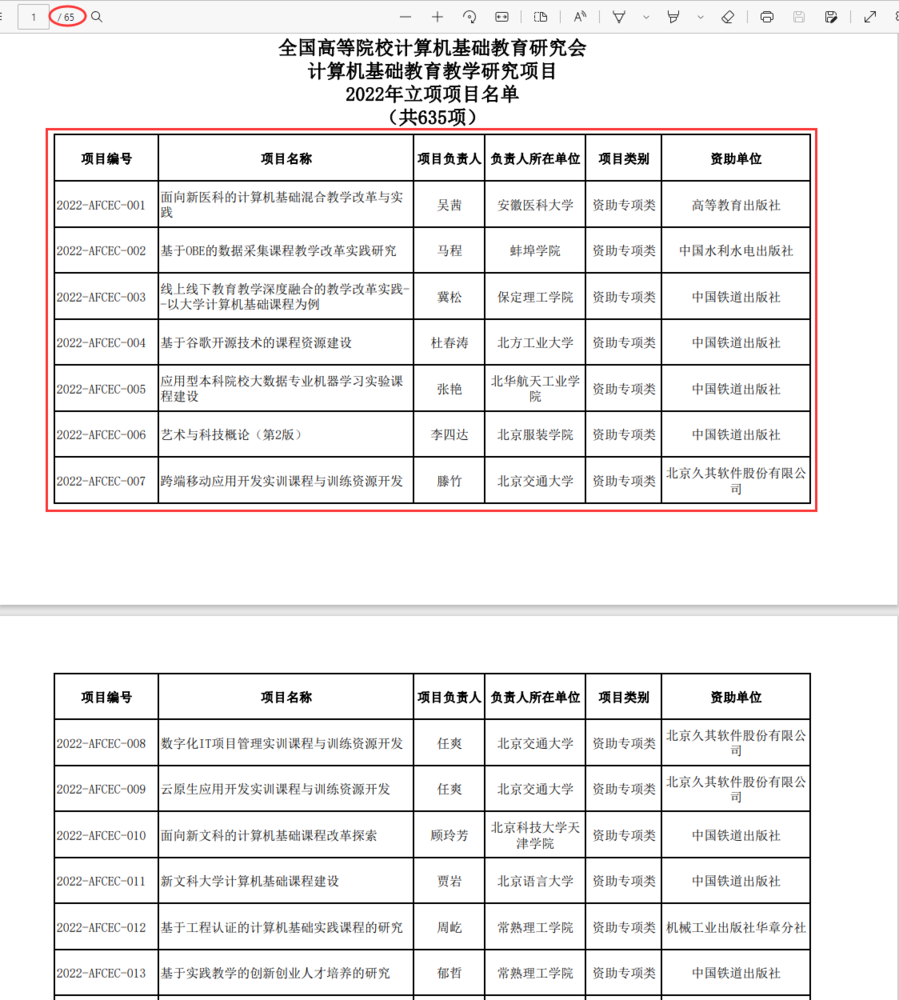 1 / 65
全国高等院校计算机基础教育研究会
计算机基础教育教学研究项目
2022年立项项目名单
（共635项）
项目编号 项目名称 项目负责人 负责人所在单位 项目类别 资助单位
2022-AFCEC-001 面向新医科的计算机基础混合教学改革与实践 吴茜 安徽医科大学 资助专项类 高等教育出版社
2022-AFCEC-002 基于OBE的数据采集课程教学改革实践研究 马程 蚌埠学院 资助专项类 中国水利水电出版社
2022-AFCEC-003 线上线下教育教学深度融合的教学改革实践--以大学计算机基础课程为例 冀松 保定理工学院 资助专项类 中国铁道出版社
2022-AFCEC-004 基于谷歌开源技术的课程资源建设 杜春涛 北方工业大学 资助专项类 中国铁道出版社
2022-AFCEC-005 应用型本科院校大数据专业机器学习实验课程建设 张艳 北华航天工业学院 资助专项类 中国铁道出版社
2022-AFCEC-006 艺术与科技概论（第2版） 李四达 北京服装学院 资助专项类 中国铁道出版社
2022-AFCEC-007 跨端移动应用开发实训课程与训练资源开发 滕竹 北京交通大学 资助专项类 北京久其软件股份有限公司
项目编号 项目名称 项目负责人 负责人所在单位 项目类别 资助单位
2022-AFCEC-008 数字化IT项目管理实训课程与训练资源开发 任爽 北京交通大学 资助专项类 北京久其软件股份有限公司
2022-AFCEC-009 云原生应用开发实训课程与训练资源开发 任爽 北京交通大学 资助专项类 北京久其软件股份有限公司
2022-AFCEC-010 面向新文科的计算机基础课程改革探索 顾玲芳 北京科技大学天津学院 资助专项类 中国铁道出版社
2022-AFCEC-011 新文科大学计算机基础课程建设 贾岩 北京语言大学 资助专项类 中国铁道出版社
2022-AFCEC-012 基于工程认证的计算机基础实践课程的研究 周屹 常熟理工学院 资助专项类 机械工业出版社华章分社
2022-AFCEC-013 基于实践教学的创新创业人才培养的研究 郁哲 常熟理工学院 资助专项类 中国铁道出版社